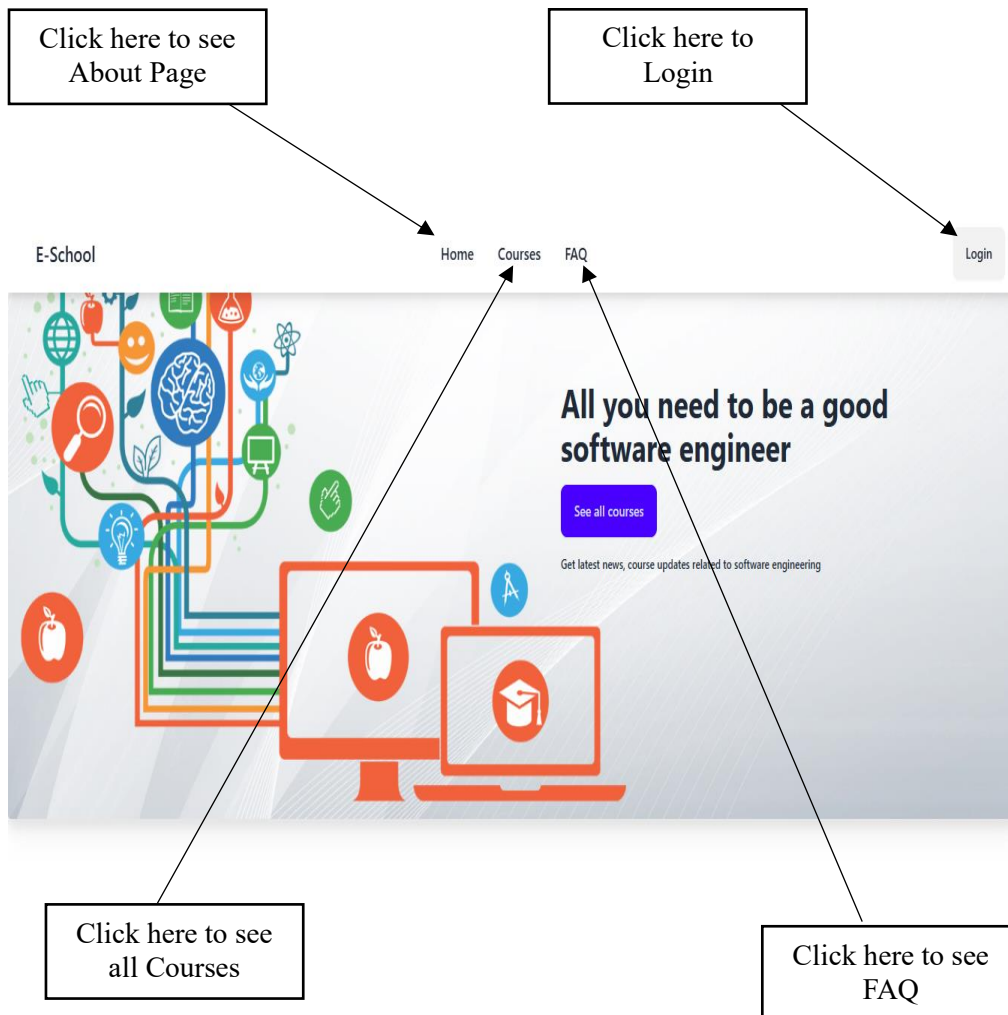 Click here to see
About Page
Click here to
Login
E-School
Home Courses FAQ
Login
All you need to be a good
software engineer
See all courses
Get latest news, course updates related to software engineering
Click here to see
all Courses
Click here to see
FAQ